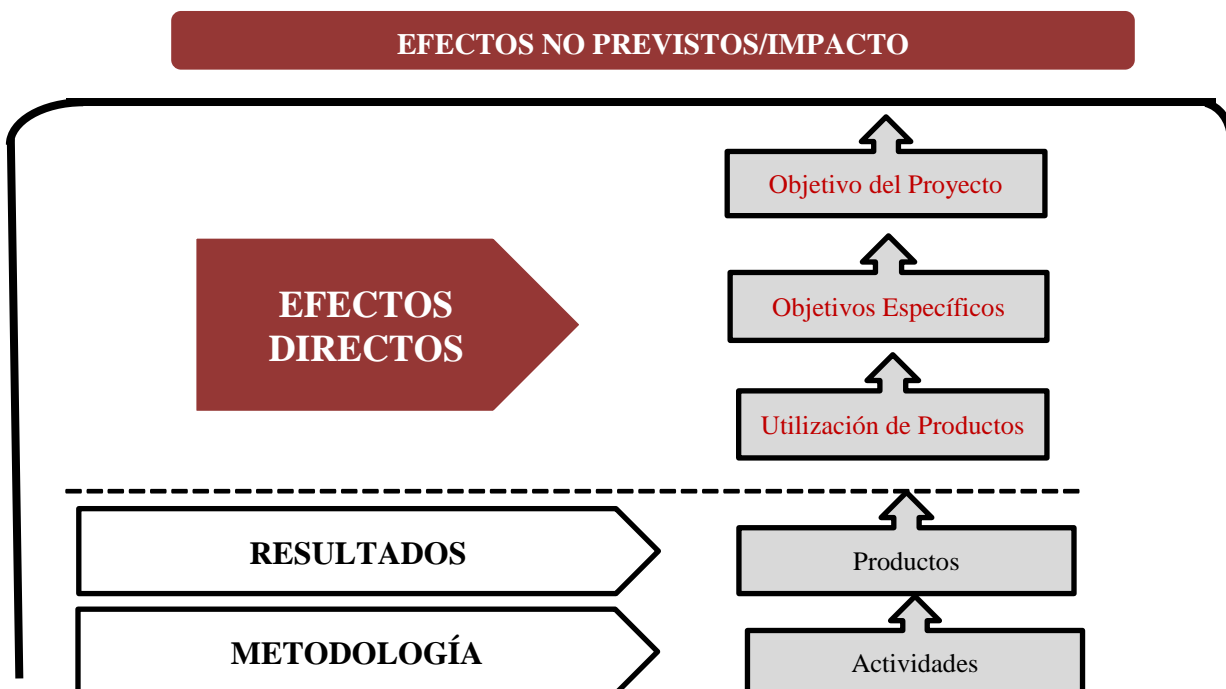 EFECTOS NO PREVISTOS/IMPACTO
Objetivo del Proyecto
EFECTOS
DIRECTOS
Objetivos Específicos
Utilización de Productos
RESULTADOS
Productos
METODOLOGÍA
Actividades